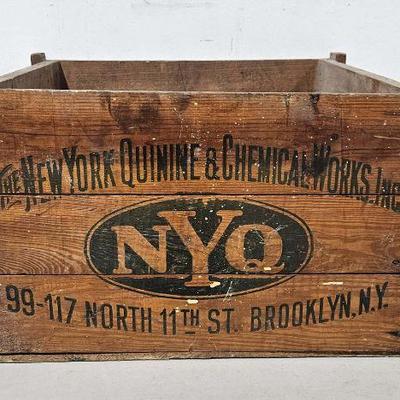 THE NEW YORK QUININE & CHEMICAL WORKS, INC.
NYQ
99-117 NORTH 11TH ST. BROOKLYN, N.Y.